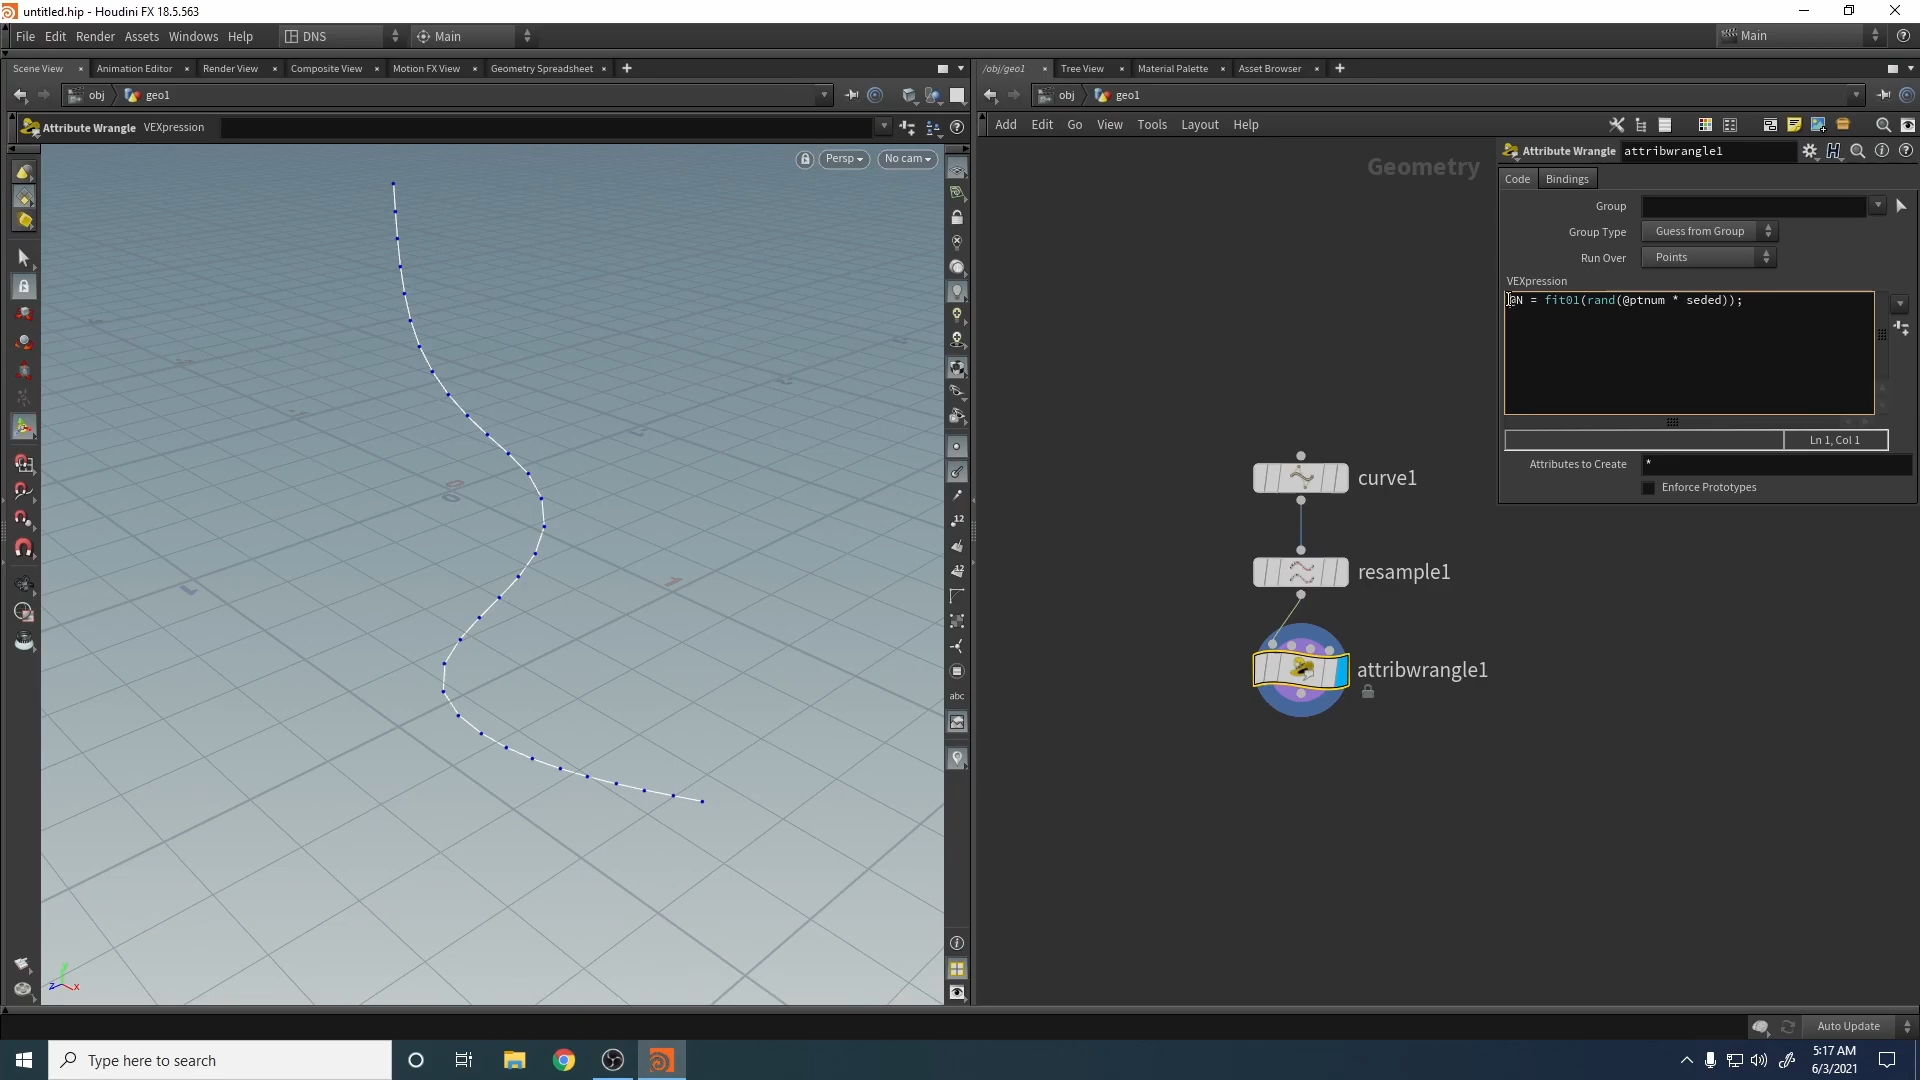 untitled.hip - Houdini FX 18.5.563
File Edit Render Assets Windows Help DNS Main Main
Scene View Animation Editor Render View Composite View Motion FX View Geometry Spreadsheet
/obj/geo1 Tree View Material Palette Asset Browser
obj geo1
obj geo1
Attribute Wrangle VEXpression
Add Edit Go View Tools Layout Help
Persp No cam
Geometry
Attribute Wrangle attribwrangle1
Code Bindings
Group
Group Type Guess from Group
Run Over Points
VEXpression
@N = fit01(rand(@ptnum * seded));
Ln 1, Col 1
Attributes to Create *
Enforce Prototypes
curve1
resample1
attribwrangle1
12
12
abc
y
z x
Auto Update
Type here to search
5:17 AM
6/3/2021